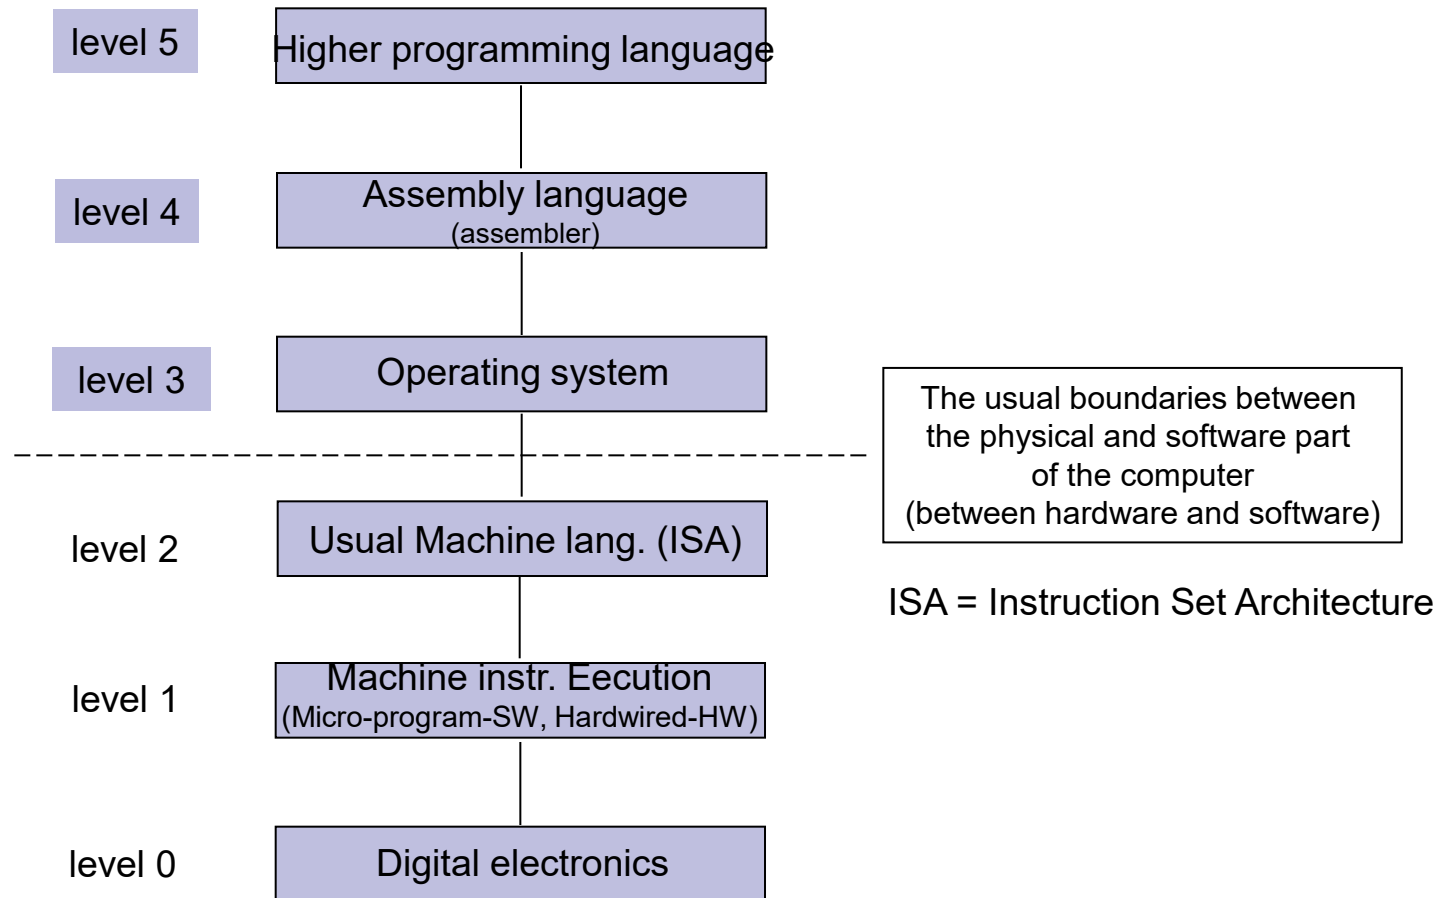 level 5
Higher programming language
level 4
Assembly language
(assembler)
level 3
Operating system
The usual boundaries between
the physical and software part
of the computer
(between hardware and software)
level 2
Usual Machine lang. (ISA)
ISA = Instruction Set Architecture
level 1
Machine instr. Eecution
(Micro-program-SW, Hardwired-HW)
level 0
Digital electronics